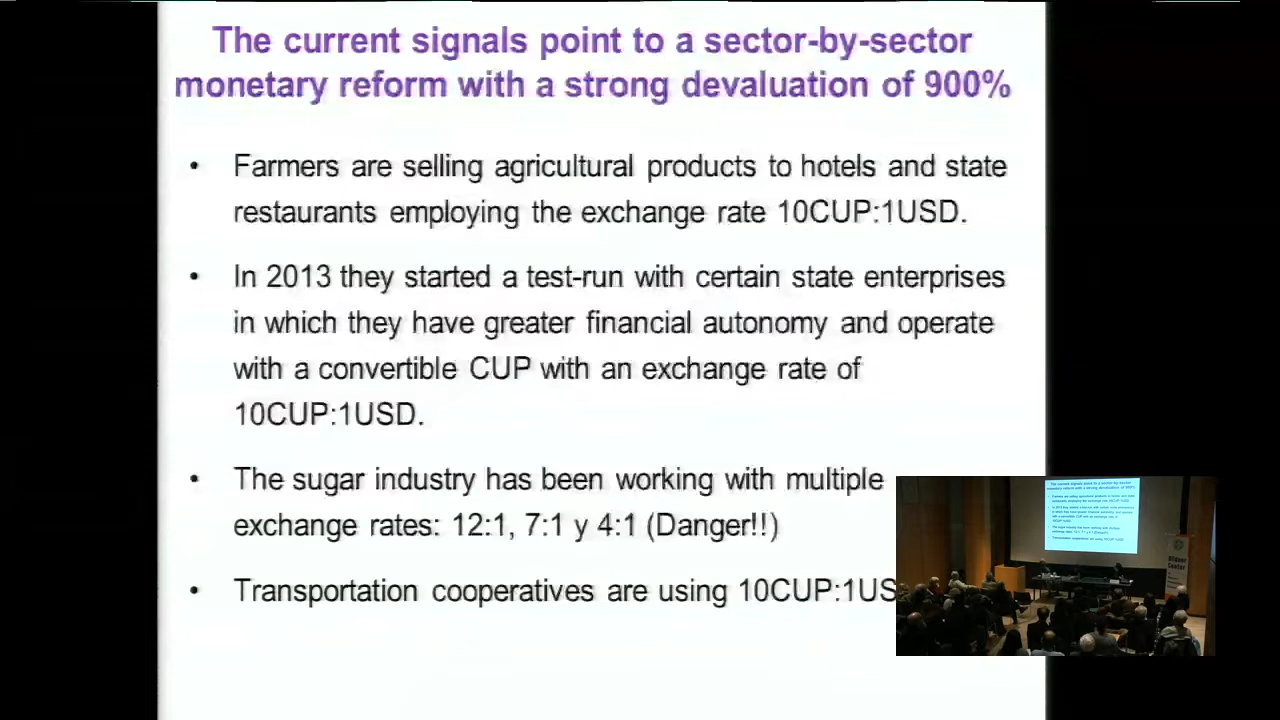 The current signals point to a sector-by-sector
monetary reform with a strong devaluation of 900%
• Farmers are selling agricultural products to hotels and state
restaurants employing the exchange rate 10CUP:1USD.
• In 2013 they started a test-run with certain state enterprises
in which they have greater financial autonomy and operate
with a convertible CUP with an exchange rate of
10CUP:1USD.
• The sugar industry has been working with multiple
exchange rates: 12:1, 7:1 y 4:1 (Danger!!)
• Transportation cooperatives are using 10CUP:1US
Bildner
Center